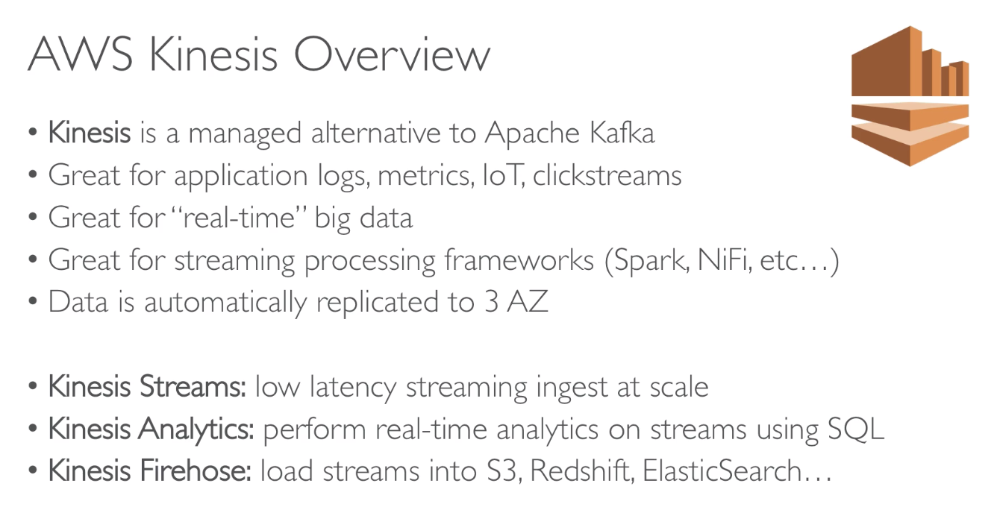 AWS Kinesis Overview
• Kinesis is a managed alternative to Apache Kafka
• Great for application logs, metrics, IoT, clickstreams
• Great for “real-time” big data
• Great for streaming processing frameworks (Spark, NiFi, etc…)
• Data is automatically replicated to 3 AZ
• Kinesis Streams: low latency streaming ingest at scale
• Kinesis Analytics: perform real-time analytics on streams using SQL
• Kinesis Firehose: load streams into S3, Redshift, ElasticSearch…